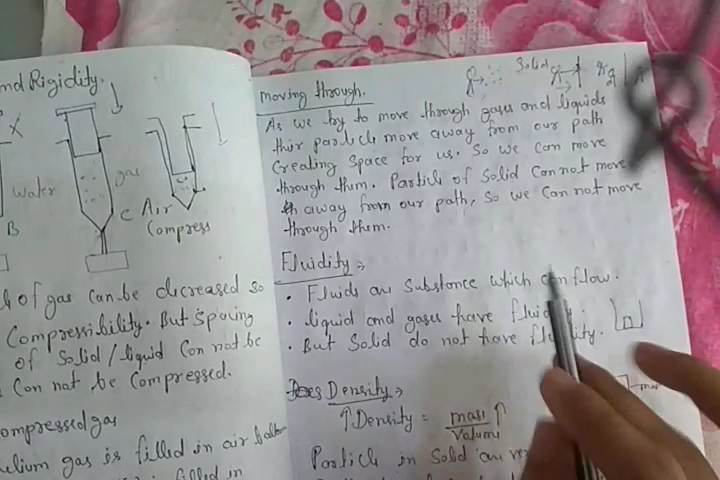 nd Rigidity.
Water
gas
B
C Air
Compress
of gas can be decreased so
Compressibility. But spacing
of Solid / liquid Can not be
Can not be Compressed.
ompressed gas
gas is filled in air
filled in
Solid
moving through.
As we try to move through gases and liquids
thir particle move away from our path
Creating Space for us. So we can move
through them. Particle of Solid Can not move
away from our path, So we Can not move
through them.
Fluidity
• Fluids are Substance which can flow.
• liquid and gases have fluidity.
• But Solid do not have fluidity.
Density
↑ Density = mass ↑
Volume
Particle in Solid are